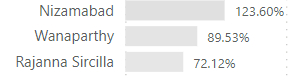 Nizamabad 123.60%
Wanaparthy 89.53%
Rajanna Sircilla 72.12%